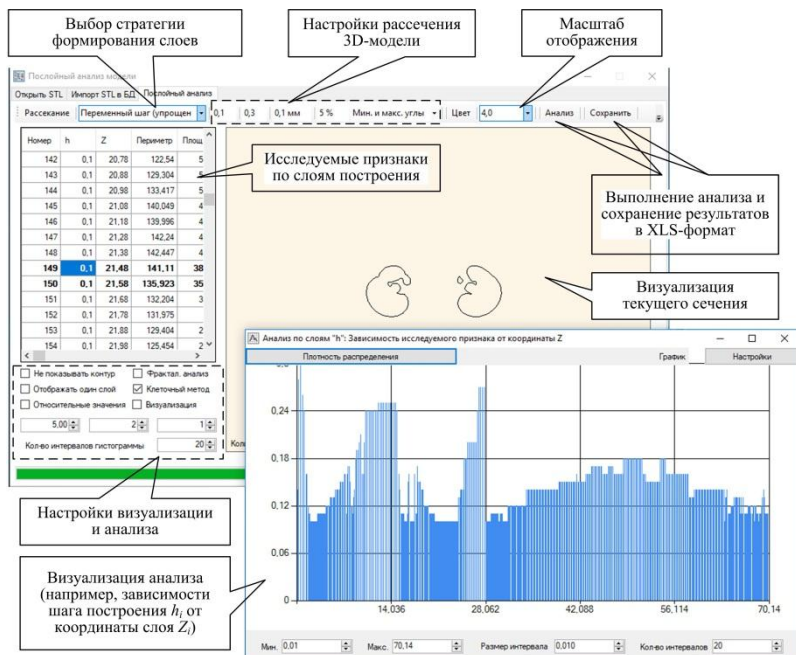 Выбор стратегии
формирования слоев
Настройки рассечения
3D-модели
Масштаб
отображения
Послойный анализ модели
Открыть STL Импорт STL в БД Послойный анализ
Рассекание Переменный шаг (упрощен 0,1 0,3 0,1 мм 5 % Мин. и макс. углы Цвет 4,0 Анализ Сохранить
Номер h Z Периметр Площ
142 0,1 20,78 122,54 5
143 0,1 20,88 129,304 5
144 0,1 20,98 133,417 5
145 0,1 21,08 140,049 4
146 0,1 21,18 139,996 4
147 0,1 21,28 142,24 4
148 0,1 21,38 142,447 4
149 0,1 21,48 141,11 38
150 0,1 21,58 135,923 35
151 0,1 21,68 132,204 3
152 0,1 21,78 131,975
153 0,1 21,88 129,404 2
154 0,1 21,98 125,454 2
Исследуемые признаки
по слоям построения
Выполнение анализа и
сохранение результатов
в XLS-формат
Визуализация
текущего сечения
Не показывать контур Фрактал. анализ
Отображать один слой Клеточный метод
Относительные значения Визуализация
5,00 2 1
Кол-во интервалов гистограммы 20
Настройки визуализации
и анализа
Визуализация анализа
(например, зависимости
шага построения hᵢ от
координаты слоя Zᵢ)
Анализ по слоям "h": Зависимость исследуемого признака от координаты Z
Плотность распределения График Настройки
0,24
0,18
0,12
0,06
0
14,036 28,062 42,088 56,114 70,14
Мин. 0,01 Макс. 70,14 Размер интервала 0,010 Кол-во интервалов 20